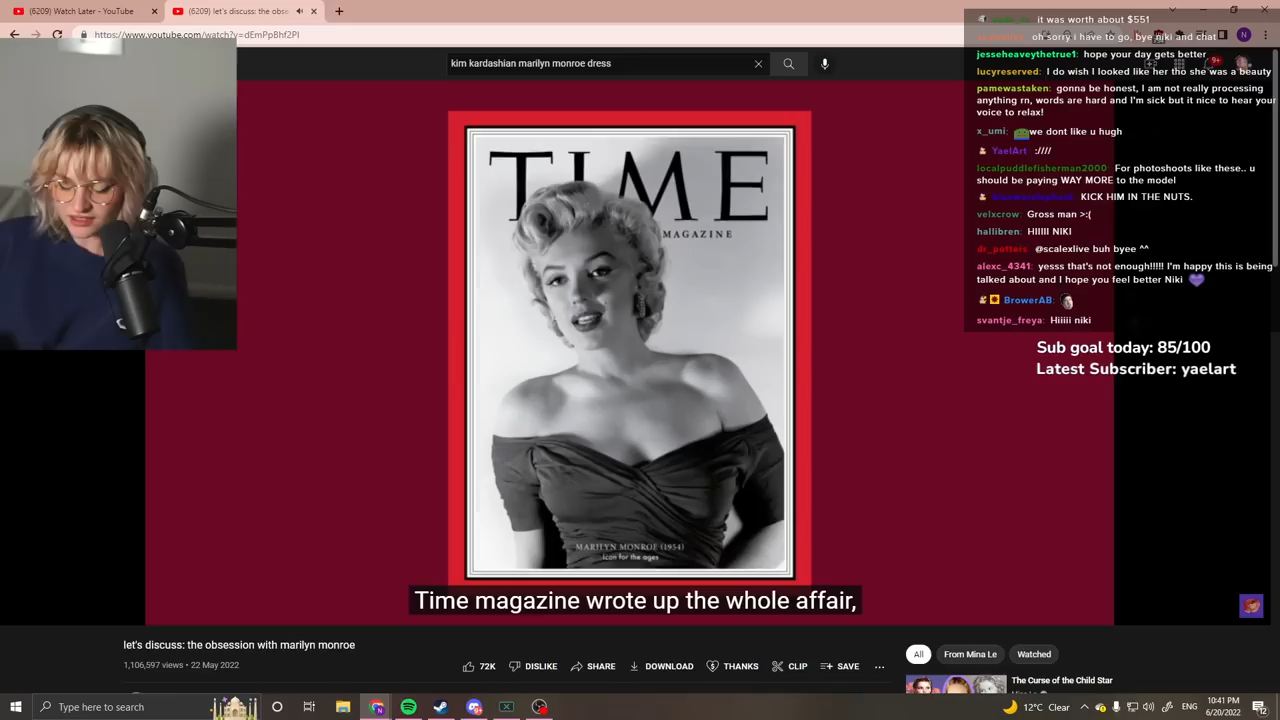 (6209) Watch Later - YouTube
(6209) let's discuss: the obse
https://www.youtube.com/watch?v=dEmPpBhf2PI
kim kardashian marilyn monroe dress
N
9+
it was worth about $551
oh sorry i have to go, bye niki and chat
jesseheaveythetrue1: hope your day gets better
lucyreserved: I do wish I looked like her tho she was a beauty
pamewastaken: gonna be honest, I am not really processing
anything rn, words are hard and I'm sick but it nice to hear your
voice to relax!
x_umi: we dont like u hugh
YaelArt: :////
localpuddlefisherman2000: For photoshoots like these.. u
should be paying WAY MORE to the model
KICK HIM IN THE NUTS.
velxcrow: Gross man >:(
hallibren: HIIIII NIKI
dr_potters: @scalexlive buh byee ^^
alexc_4341: yesss that's not enough!!!!! I'm happy this is being
talked about and I hope you feel better Niki
BrowerAB:
svantje_freya: Hiiiii niki
Sub goal today: 85/100
Latest Subscriber: yaelart
TIME
MAGAZINE
MARILYN MONROE (1954)
Icon for the ages
Time magazine wrote up the whole affair,
let's discuss: the obsession with marilyn monroe
1,106,597 views • 22 May 2022
72K DISLIKE SHARE DOWNLOAD THANKS CLIP SAVE ...
All From Mina Le Watched
The Curse of the Child Star
Type here to search
12°C Clear
10:41 PM
6/20/2022
12